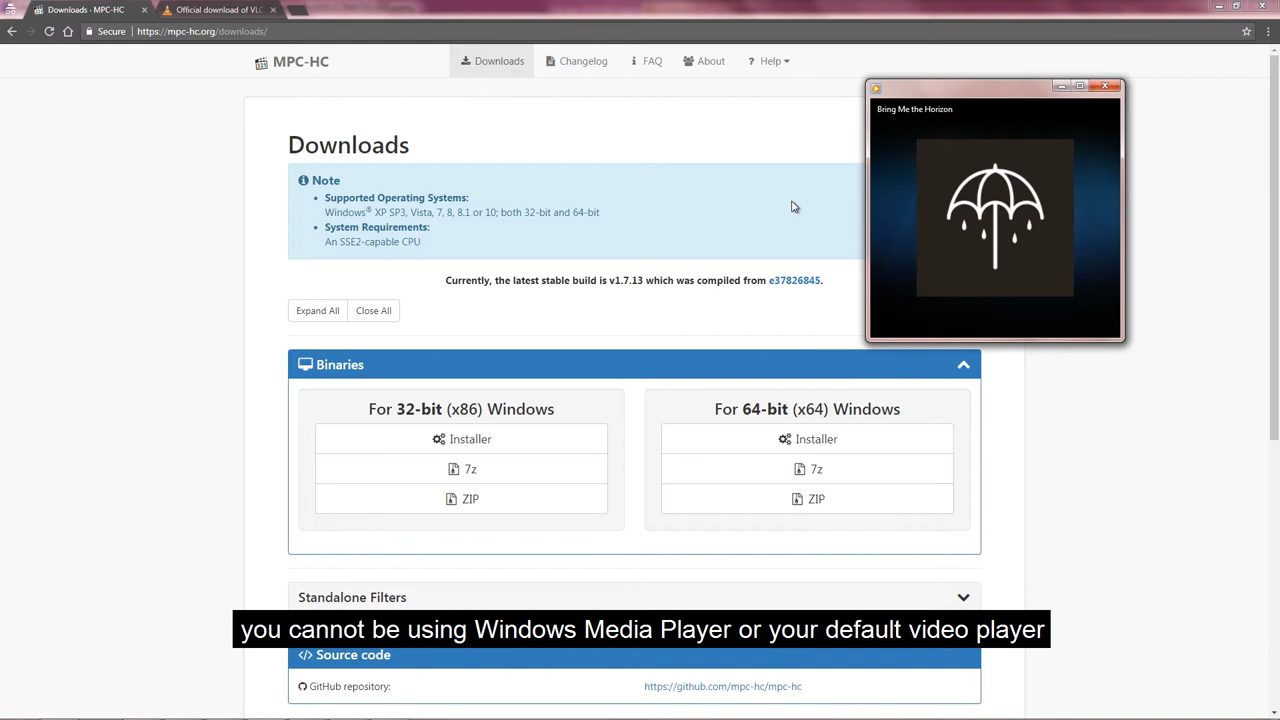 Downloads - MPC-HC
Official download of VLC
Secure
https://mpc-hc.org/downloads/
MPC-HC
Downloads
Changelog
FAQ
About
Help
Bring Me the Horizon
Downloads
Note
Supported Operating Systems:
Windows® XP SP3, Vista, 7, 8, 8.1 or 10; both 32-bit and 64-bit
System Requirements:
An SSE2-capable CPU
Currently, the latest stable build is v1.7.13 which was compiled from e37826845.
Expand All
Close All
Binaries
For 32-bit (x86) Windows
Installer
7z
ZIP
For 64-bit (x64) Windows
Installer
7z
ZIP
Standalone Filters
you cannot be using Windows Media Player or your default video player
Source code
GitHub repository:
https://github.com/mpc-hc/mpc-hc